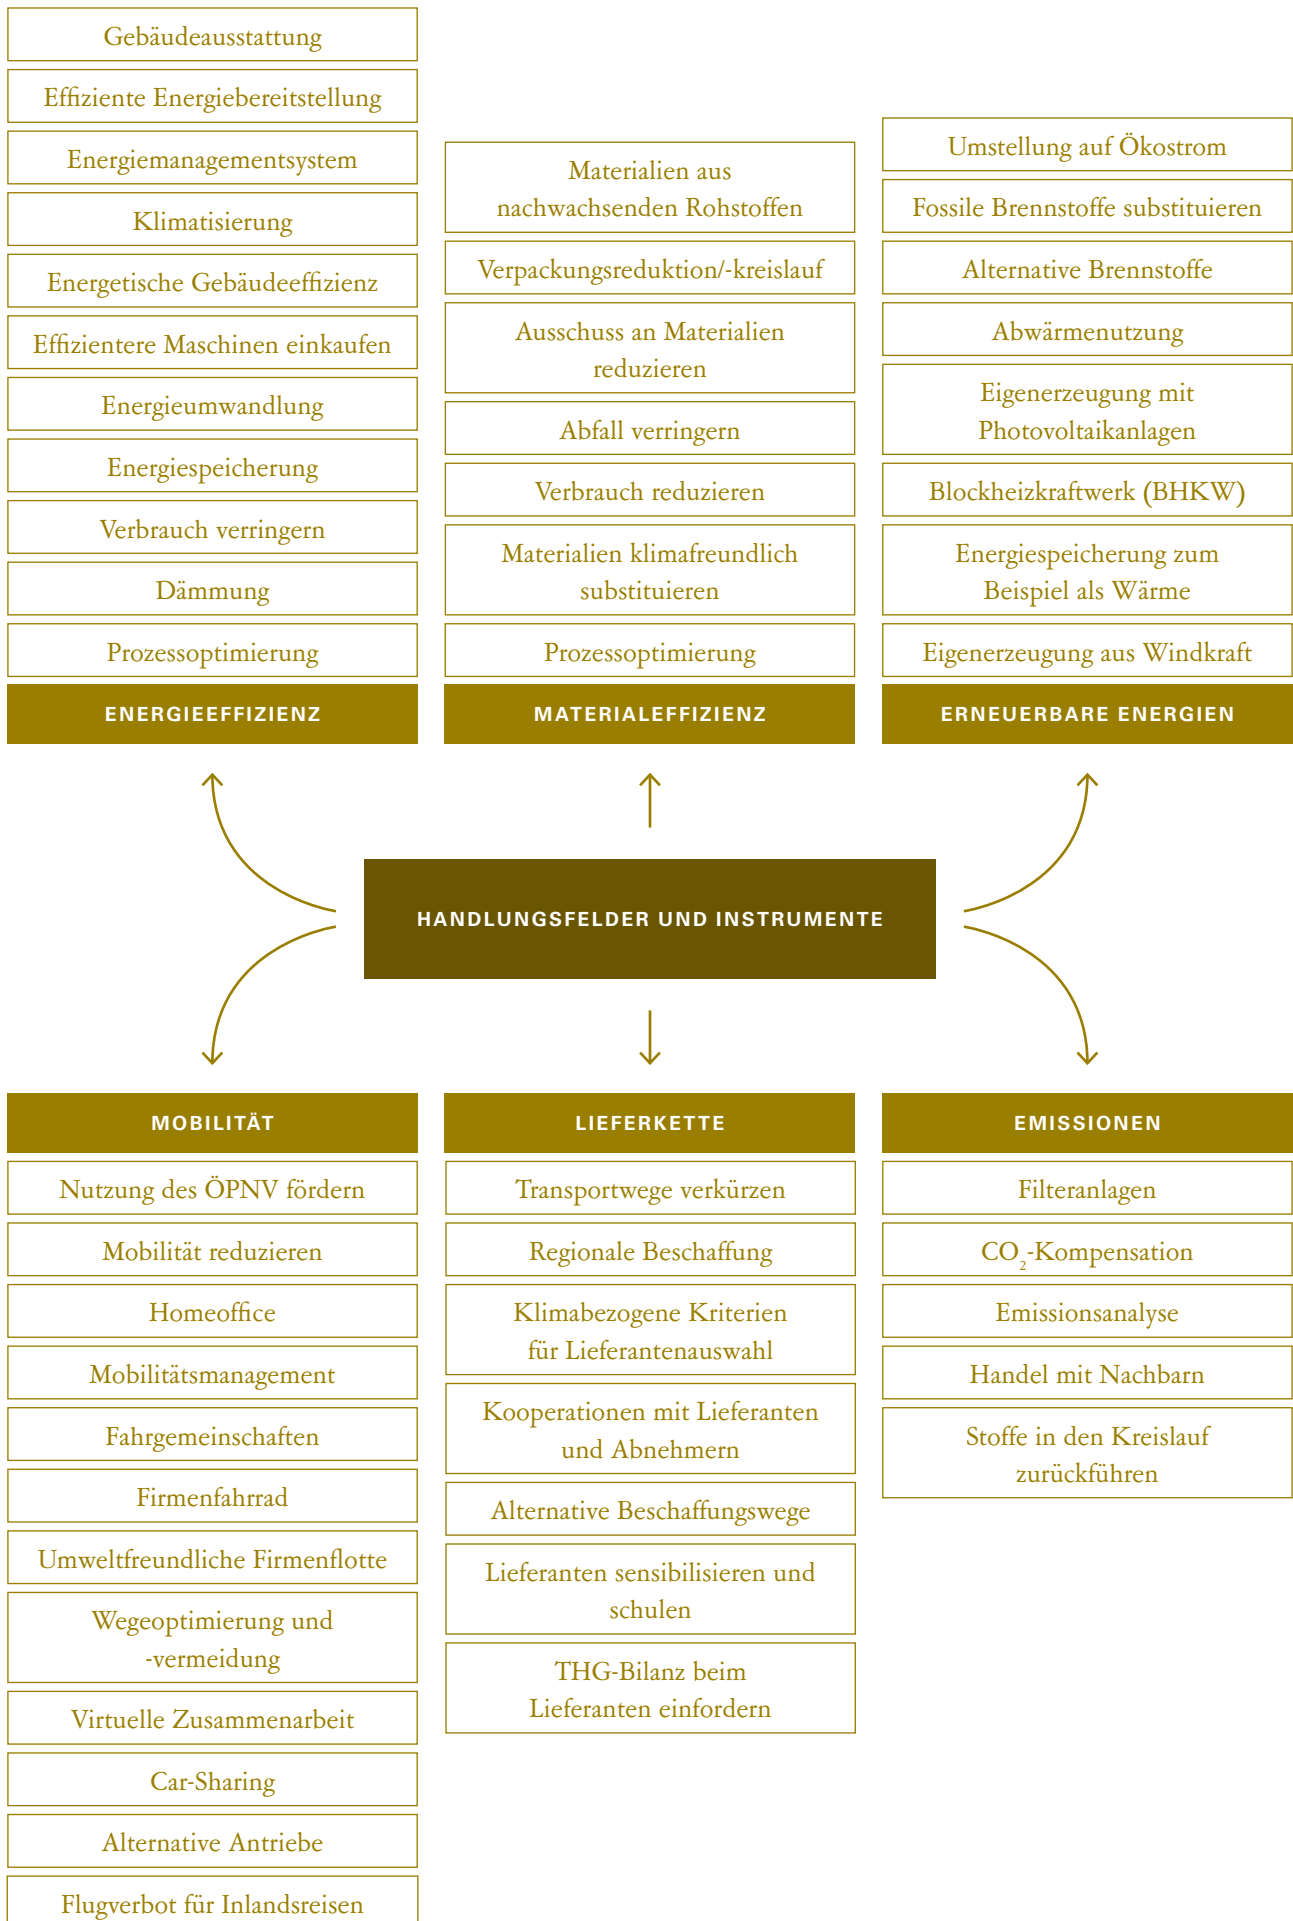 Gebäudeausstattung
Effiziente Energiebereitstellung
Energiemanagementsystem
Klimatisierung
Energetische Gebäudeeffizienz
Effizientere Maschinen einkaufen
Energieumwandlung
Energiespeicherung
Verbrauch verringern
Dämmung
Prozessoptimierung
ENERGIEEFFIZIENZ
Materialien aus
nachwachsenden Rohstoffen
Verpackungsreduktion/-kreislauf
Ausschuss an Materialien
reduzieren
Abfall verringern
Verbrauch reduzieren
Materialien klimafreundlich
substituieren
Prozessoptimierung
MATERIALEFFIZIENZ
Umstellung auf Ökostrom
Fossile Brennstoffe substituieren
Alternative Brennstoffe
Abwärmenutzung
Eigenerzeugung mit
Photovoltaikanlagen
Blockheizkraftwerk (BHKW)
Energiespeicherung zum
Beispiel als Wärme
Eigenerzeugung aus Windkraft
ERNEUERBARE ENERGIEN
HANDLUNGSFELDER UND INSTRUMENTE
MOBILITÄT
Nutzung des ÖPNV fördern
Mobilität reduzieren
Homeoffice
Mobilitätsmanagement
Fahrgemeinschaften
Firmenfahrrad
Umweltfreundliche Firmenflotte
Wegeoptimierung und
-vermeidung
Virtuelle Zusammenarbeit
Car-Sharing
Alternative Antriebe
Flugverbot für Inlandsreisen
LIEFERKETTE
Transportwege verkürzen
Regionale Beschaffung
Klimabezogene Kriterien
für Lieferantenauswahl
Kooperationen mit Lieferanten
und Abnehmern
Alternative Beschaffungswege
Lieferanten sensibilisieren und
schulen
THG-Bilanz beim
Lieferanten einfordern
EMISSIONEN
Filteranlagen
CO₂-Kompensation
Emissionsanalyse
Handel mit Nachbarn
Stoffe in den Kreislauf
zurückführen